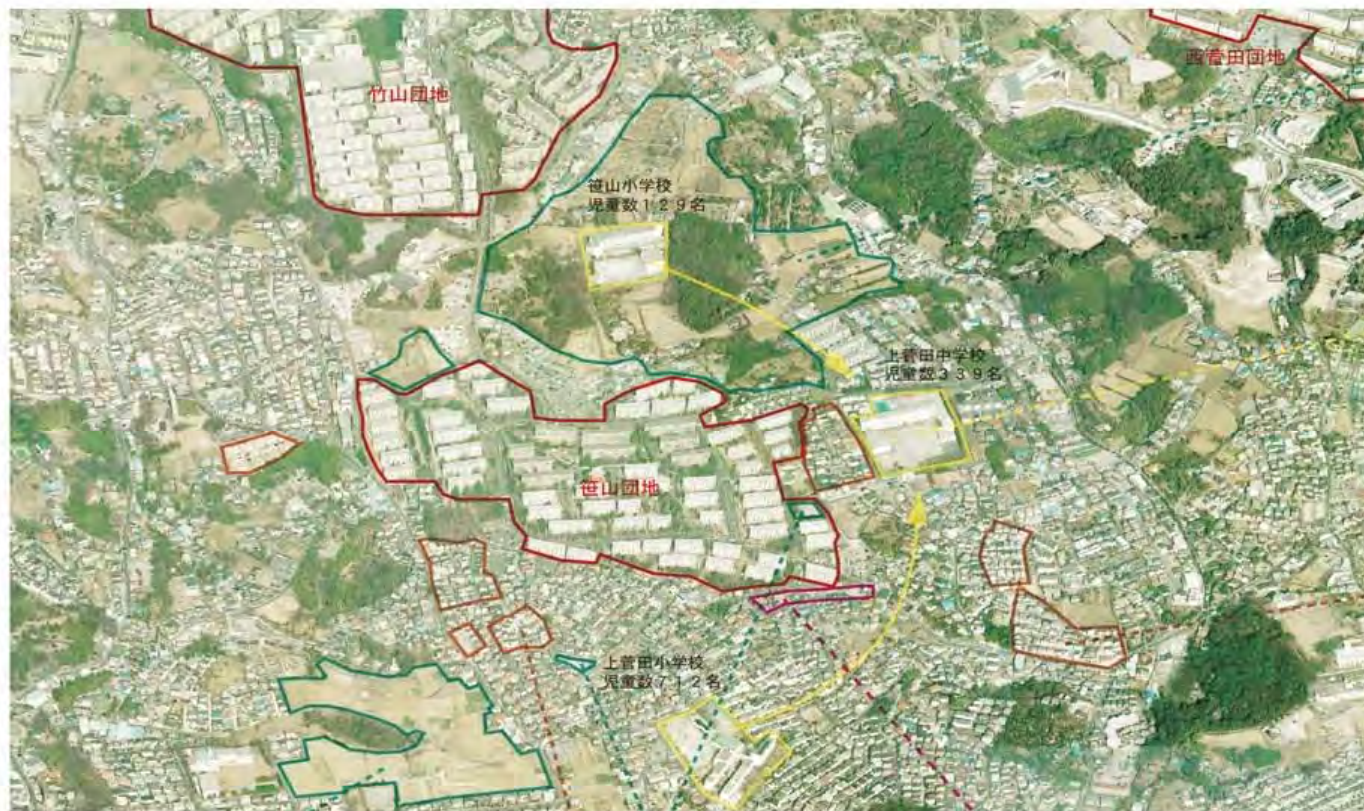 竹山団地
西菅田団地
笹山小学校
児童数129名
上菅田中学校
児童数339名
笹山団地
上菅田小学校
児童数712名